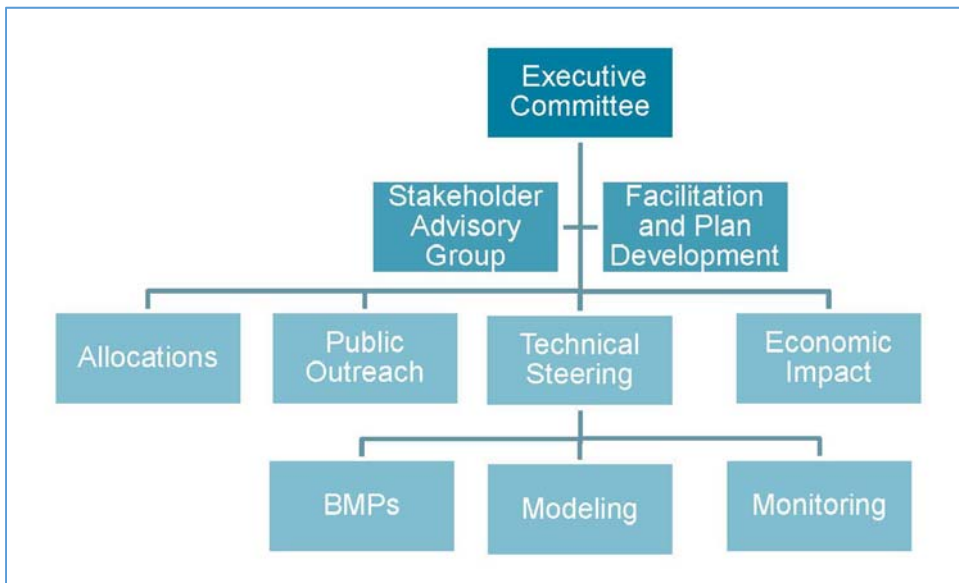 Executive
Committee
Stakeholder
Advisory
Group
Facilitation
and Plan
Development
Allocations
Public
Outreach
Technical
Steering
Economic
Impact
BMPs
Modeling
Monitoring